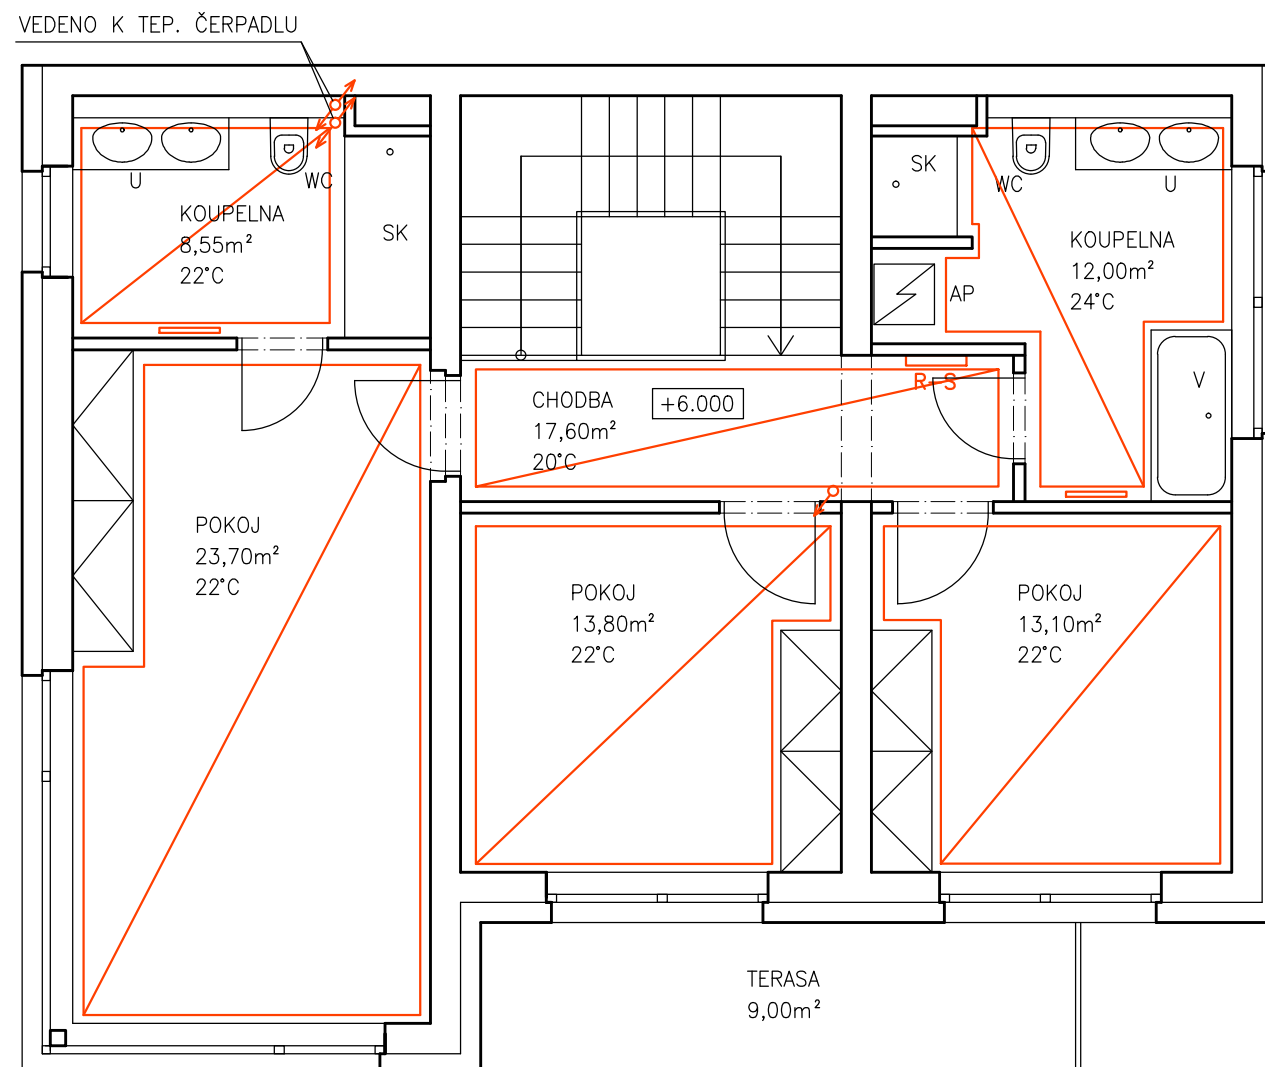 VEDENO K TEP. ČERPADLU
U
WC
KOUPELNA
8,55m²
22°C
SK
SK
WC
U
KOUPELNA
12,00m²
24°C
AP
V
CHODBA
17,60m²
20°C
+6.000
R-S
POKOJ
23,70m²
22°C
POKOJ
13,80m²
22°C
POKOJ
13,10m²
22°C
TERASA
9,00m²